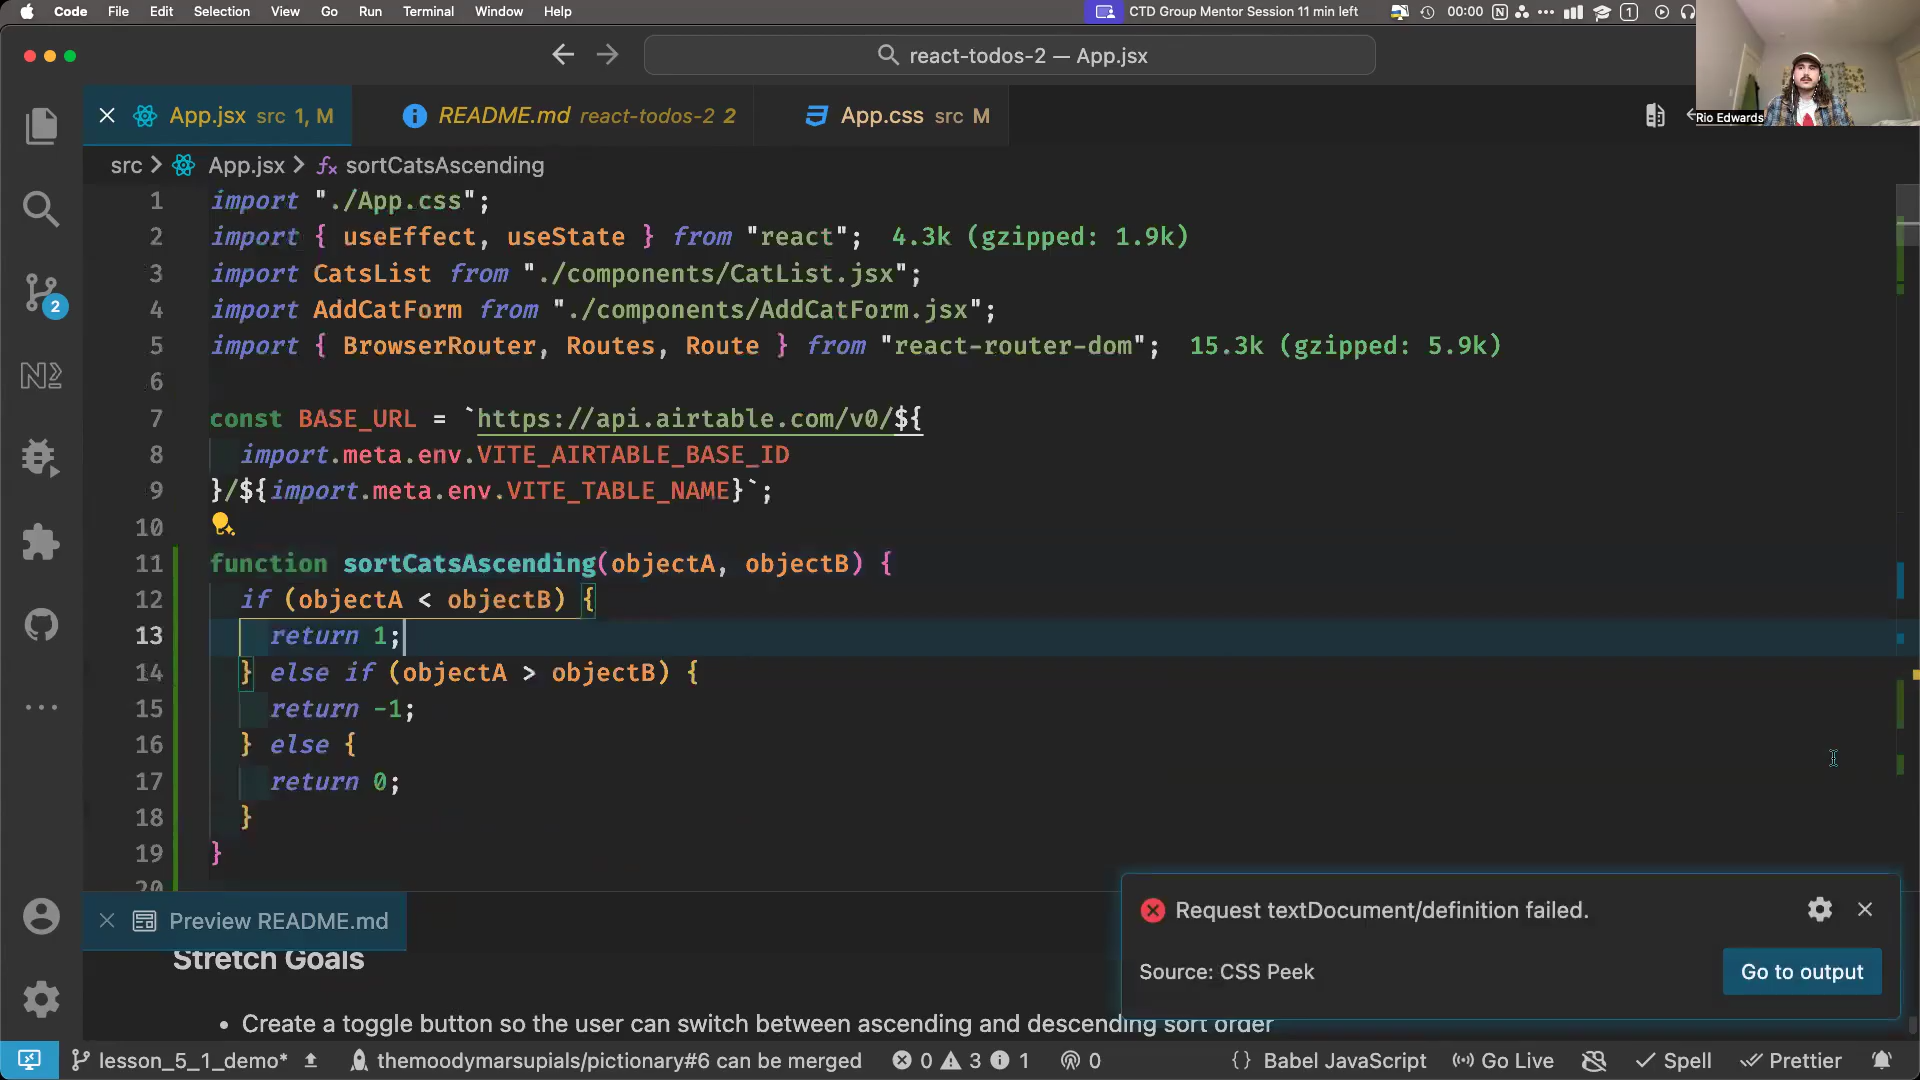 Code File Edit Selection View Go Run Terminal Window Help CTD Group Mentor Session 11 min left 00:00 1
react-todos-2 — App.jsx
Rio Edwards
App.jsx src 1, M README.md react-todos-2 2 App.css src M
src > App.jsx > sortCatsAscending
1 import "./App.css";
2 import { useEffect, useState } from "react"; 4.3k (gzipped: 1.9k)
3 import CatsList from "./components/CatList.jsx";
4 import AddCatForm from "./components/AddCatForm.jsx";
5 import { BrowserRouter, Routes, Route } from "react-router-dom"; 15.3k (gzipped: 5.9k)
6
7 const BASE_URL = `https://api.airtable.com/v0/${
8 import.meta.env.VITE_AIRTABLE_BASE_ID
9 }/${import.meta.env.VITE_TABLE_NAME}`;
10
11 function sortCatsAscending(objectA, objectB) {
12 if (objectA < objectB) {
13 return 1;
14 } else if (objectA > objectB) {
15 return -1;
16 } else {
17 return 0;
18 }
19 }
20
2
Preview README.md
Stretch Goals
• Create a toggle button so the user can switch between ascending and descending sort order
Request textDocument/definition failed.
Source: CSS Peek
Go to output
lesson_5_1_demo* themoodymarsupials/pictionary#6 can be merged 0 3 1 0 {} Babel JavaScript Go Live Spell Prettier